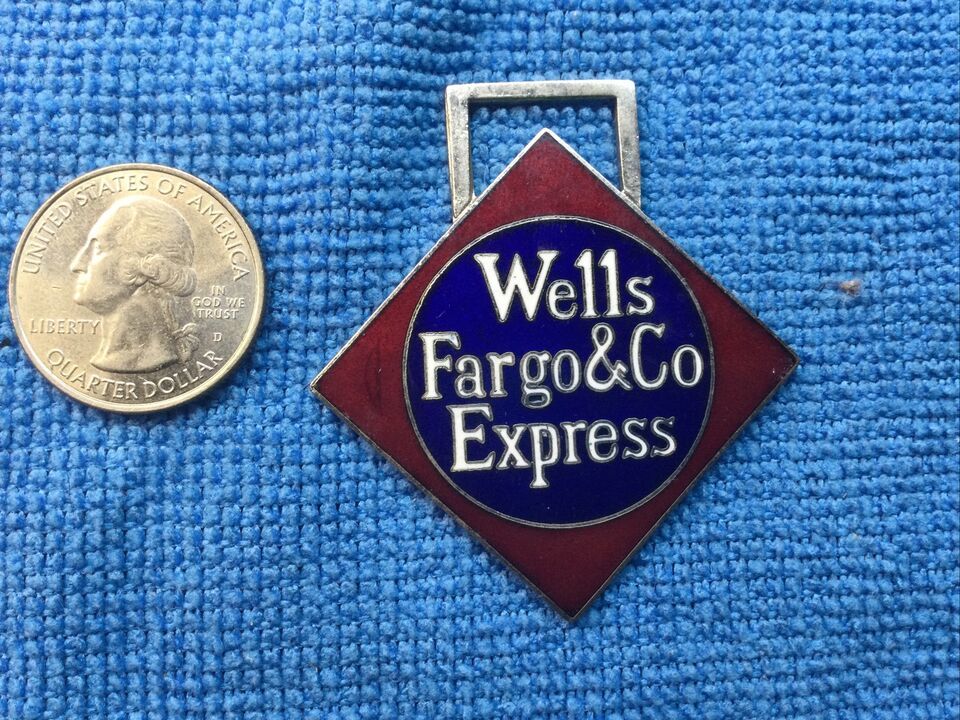 UNITED STATES OF AMERICA
LIBERTY
IN
GOD WE
TRUST
D
QUARTER DOLLAR
Wells
Fargo&Co
Express